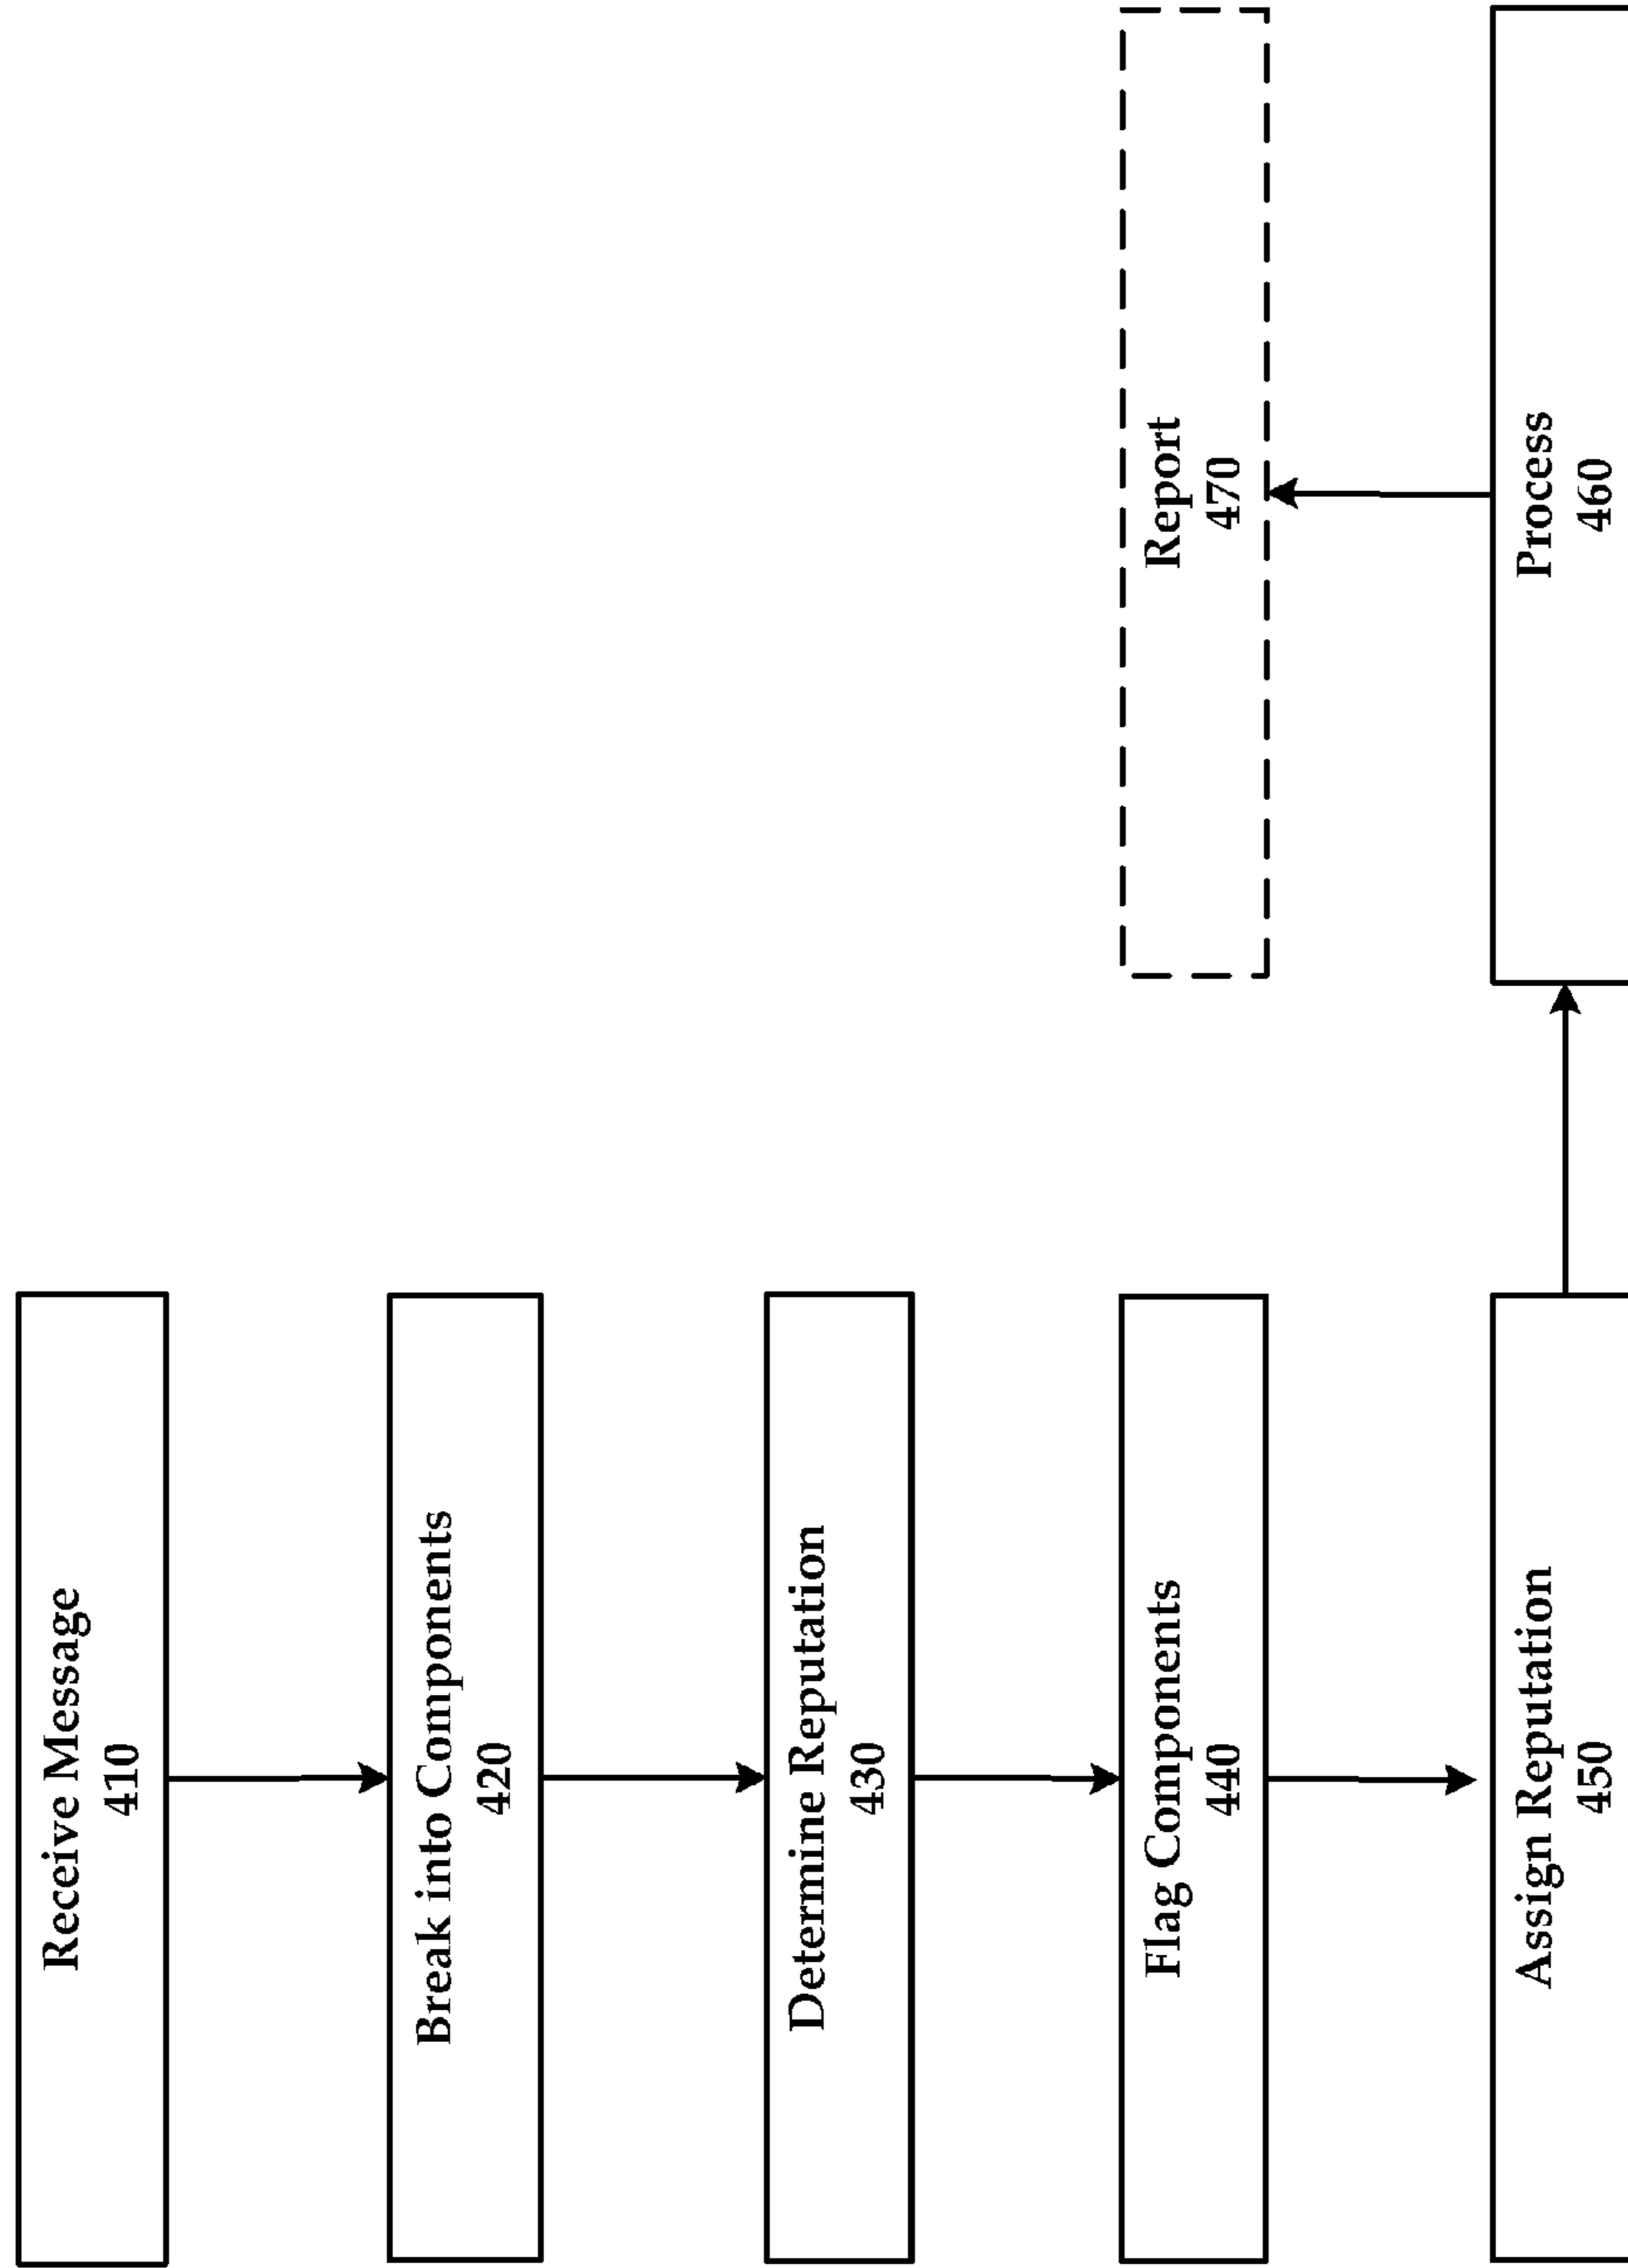 Receive Message
410
Break into Components
420
Determine Reputation
430
Flag Components
440
Assign Reputation
450
Process
460
Report
470